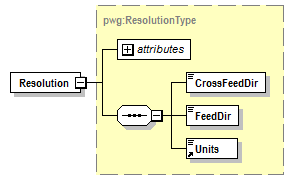 pwg:ResolutionType
attributes
Resolution
CrossFeedDir
FeedDir
Units